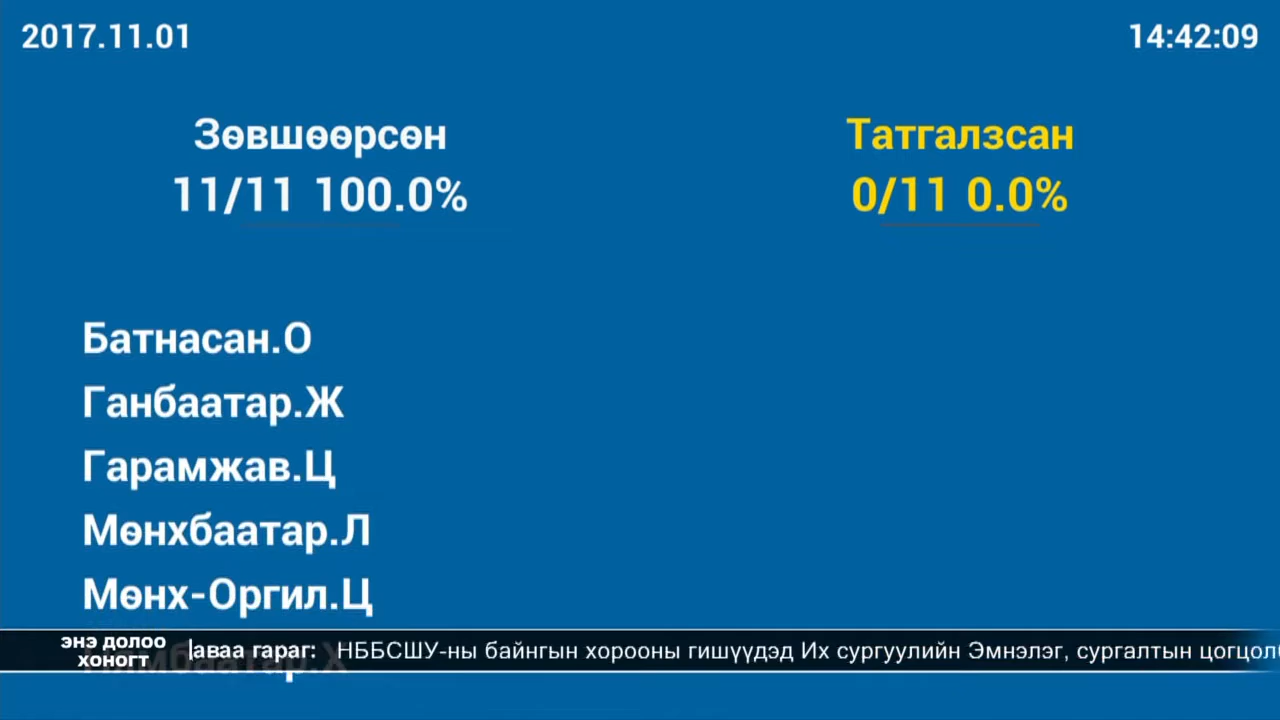 2017.11.01
14:42:09
Зөвшөөрсөн
11/11 100.0%
Татгалзсан
0/11 0.0%
Батнасан.О
Ганбаатар.Ж
Гарамжав.Ц
Мөнхбаатар.Л
Мөнх-Оргил.Ц
ЭНЭ ДОЛОО
ХОНОГТ
аваа гараг: НББСШУ-ны байнгын хорооны гишүүдэд Их сургуулийн Эмнэлэг, сургалтын